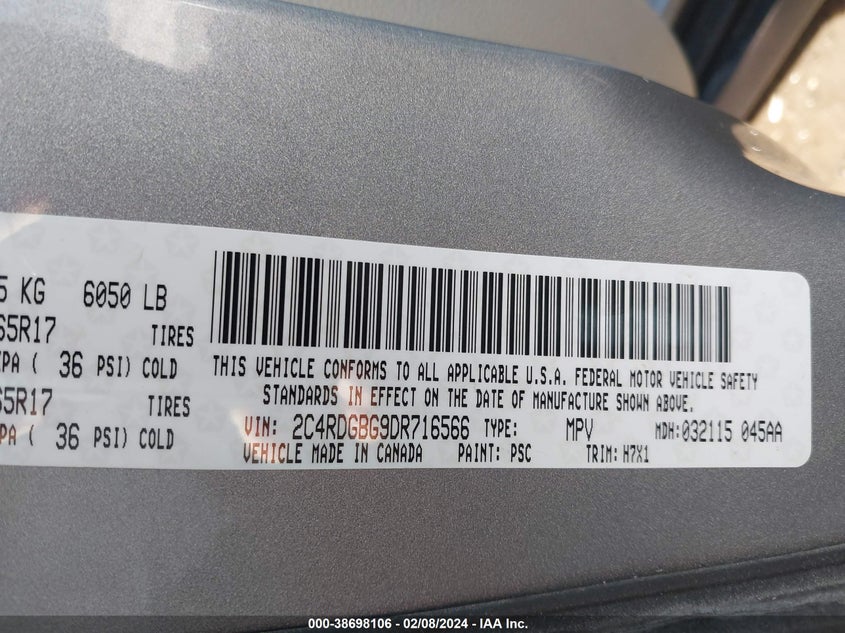 5 KG 6050 LB
65R17 TIRES
PA ( 36 PSI) COLD
65R17 TIRES
PA ( 36 PSI) COLD
THIS VEHICLE CONFORMS TO ALL APPLICABLE U.S.A. FEDERAL MOTOR VEHICLE SAFETY
STANDARDS IN EFFECT ON THE DATE OF MANUFACTURE SHOWN ABOVE.
VIN: 2C4RDGBG9DR716566 TYPE: MPV MDH:032115 045AA
VEHICLE MADE IN CANADA PAINT: PSC TRIM: H7X1
000-38698106 — 02/08/2024 — IAA Inc.